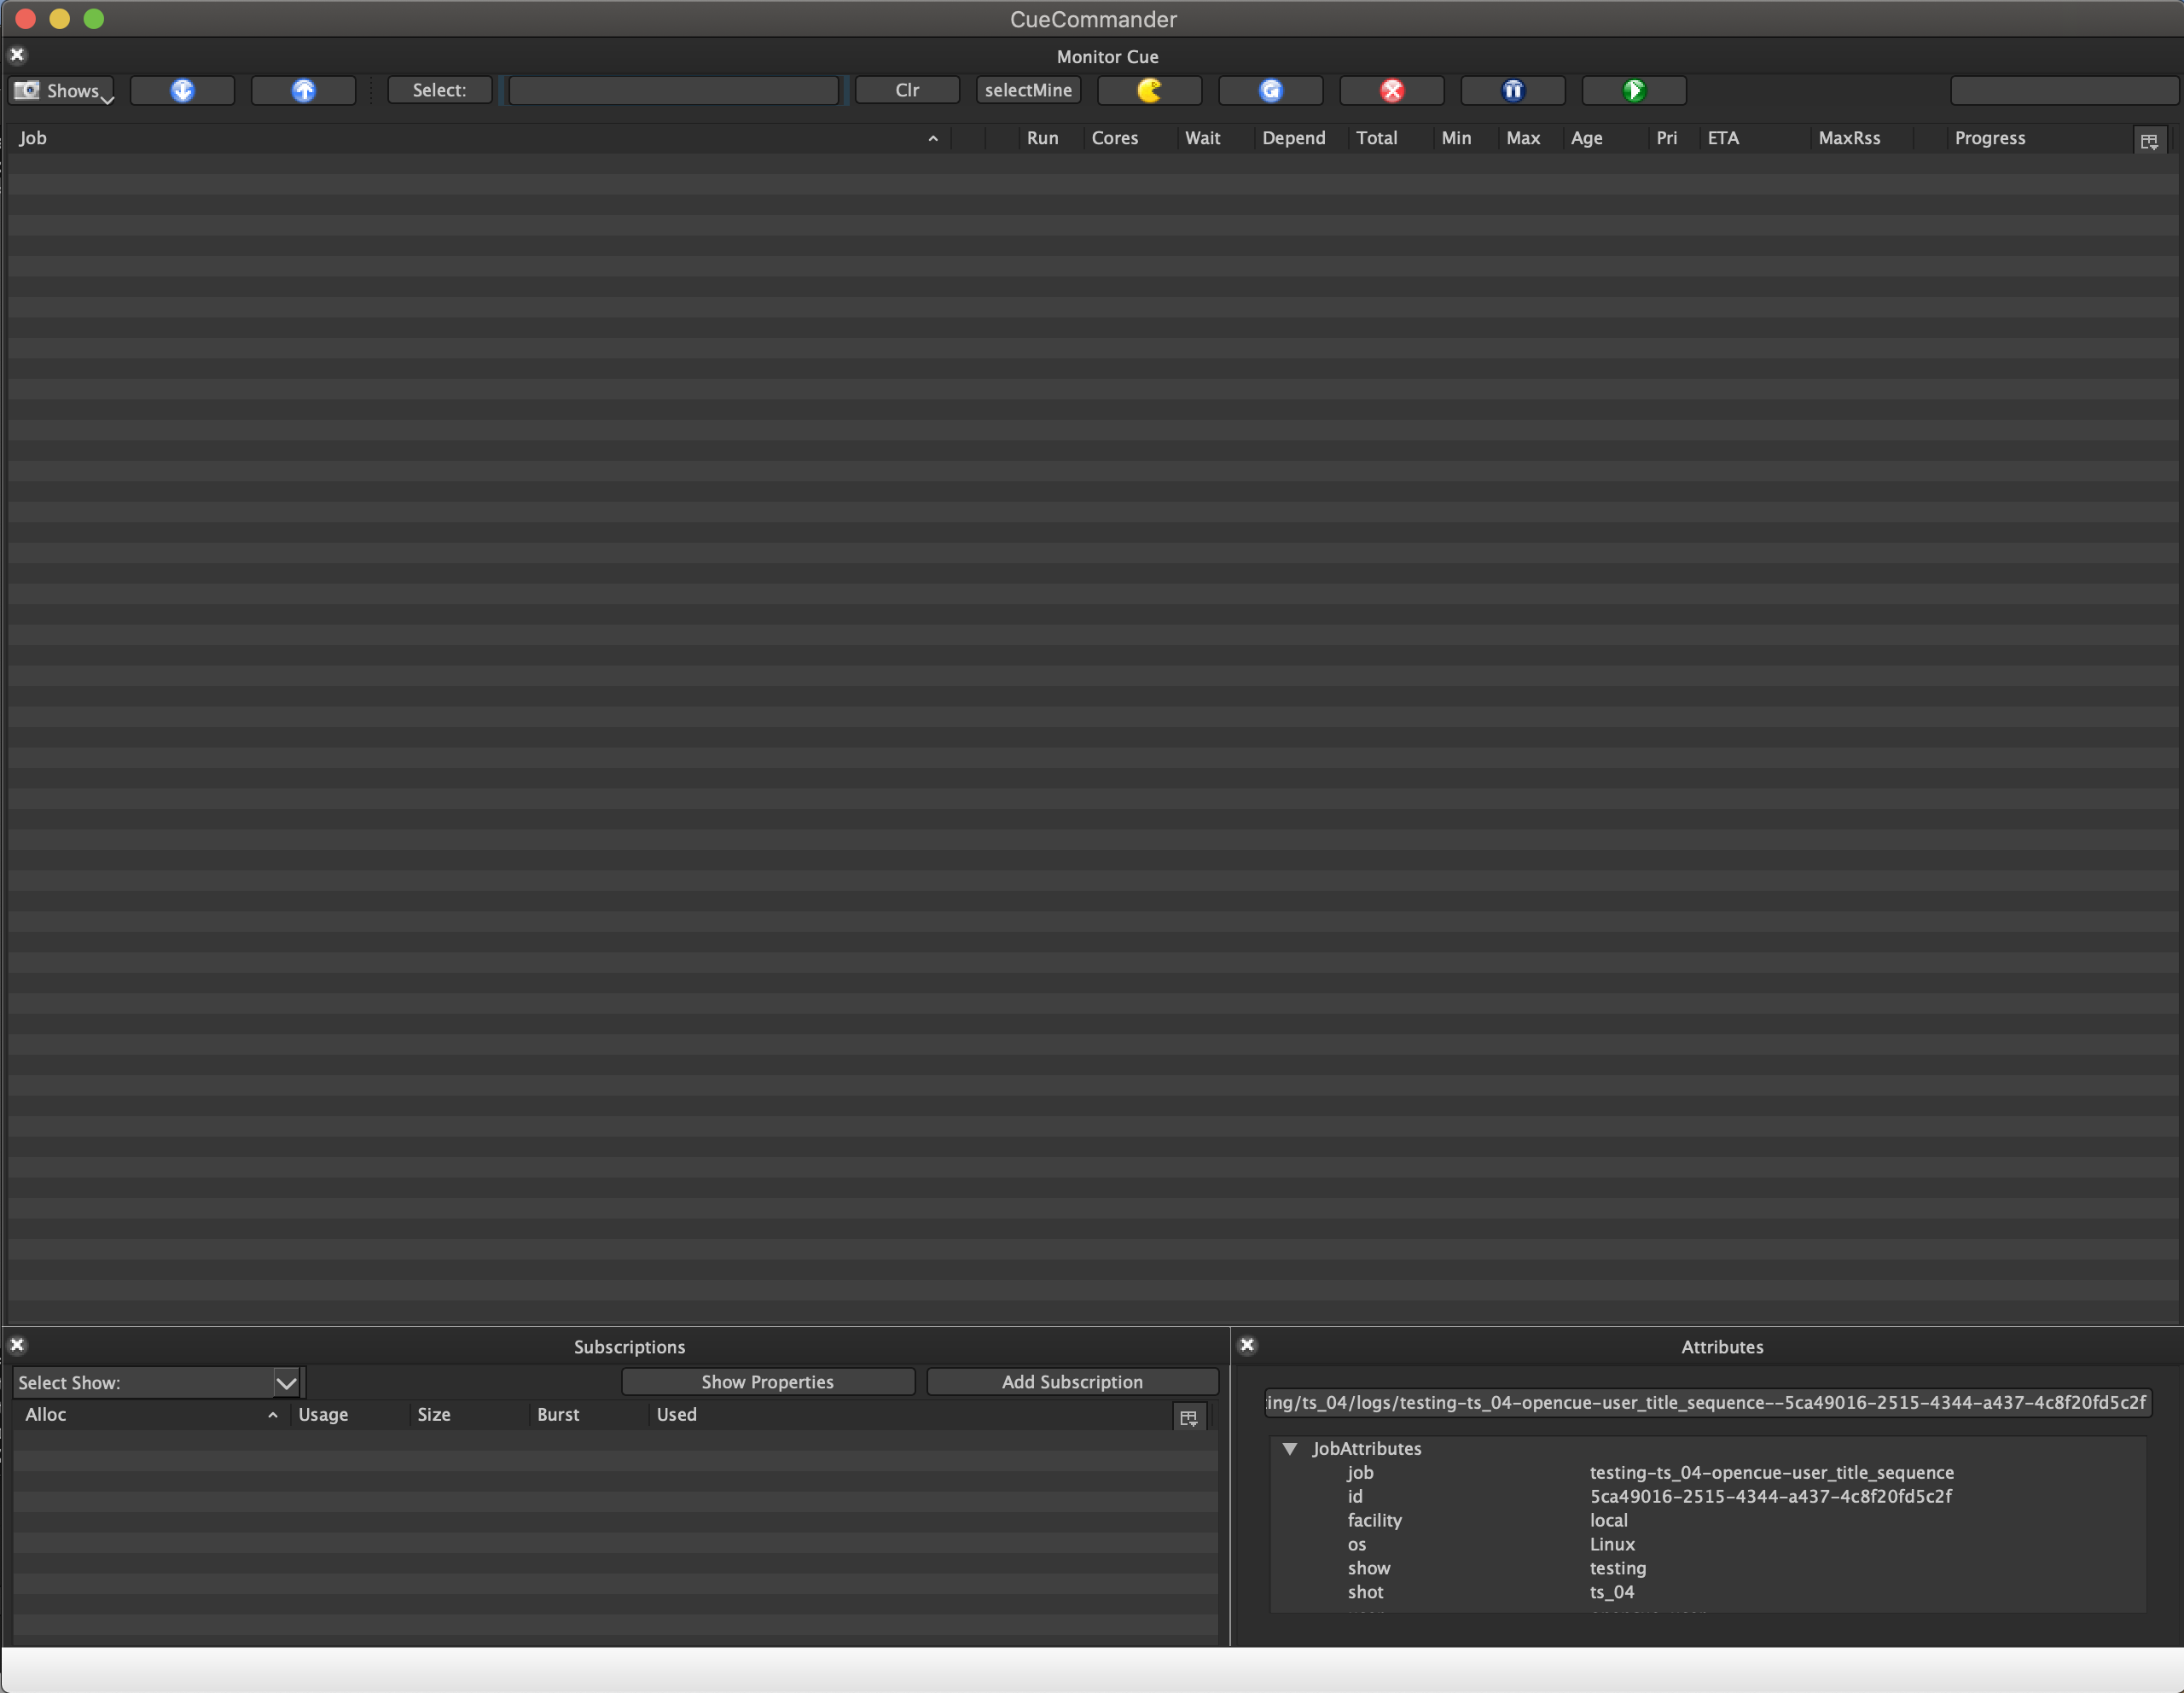 CueCommander
Monitor Cue
Shows Select: Clr selectMine
Job Run Cores Wait Depend Total Min Max Age Pri ETA MaxRss Progress
Subscriptions
Select Show: Show Properties Add Subscription
Alloc Usage Size Burst Used
Attributes
ing/ts_04/logs/testing-ts_04-opencue-user_title_sequence--5ca49016-2515-4344-a437-4c8f20fd5c2f
JobAttributes
job testing-ts_04-opencue-user_title_sequence
id 5ca49016-2515-4344-a437-4c8f20fd5c2f
facility local
os Linux
show testing
shot ts_04